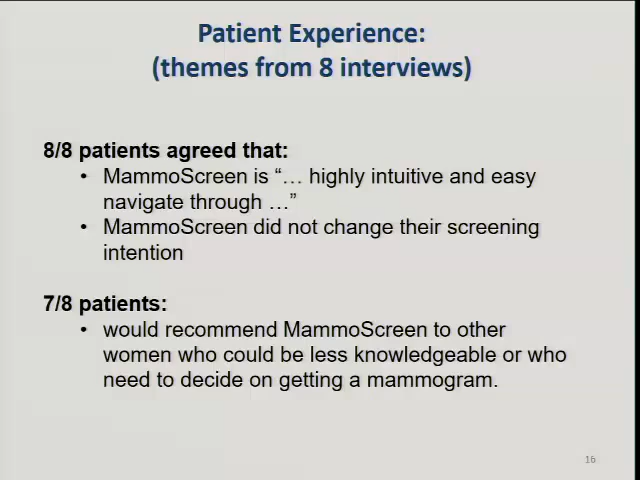 Patient Experience:
(themes from 8 interviews)
8/8 patients agreed that:
• MammoScreen is “… highly intuitive and easy
navigate through …”
• MammoScreen did not change their screening
intention
7/8 patients:
• would recommend MammoScreen to other
women who could be less knowledgeable or who
need to decide on getting a mammogram.
16